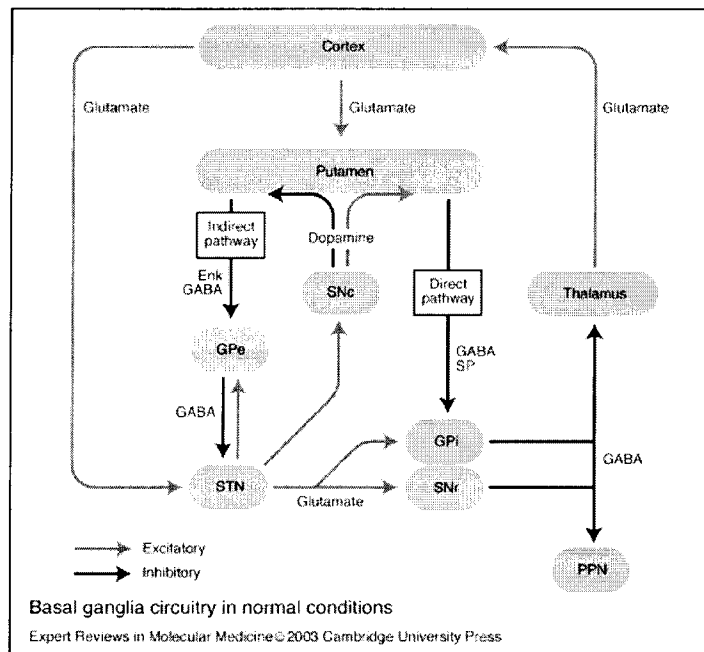 Cortex
Glutamate
Glutamate
Glutamate
Putamen
Indirect
pathway
Dopamine
Enk
GABA
SNc
Direct
pathway
Thalamus
GPe
GABA
SP
GABA
GPi
GABA
STN
SNr
Glutamate
Excitatory
Inhibitory
PPN
Basal ganglia circuitry in normal conditions
Expert Reviews in Molecular Medicine © 2003 Cambridge University Press